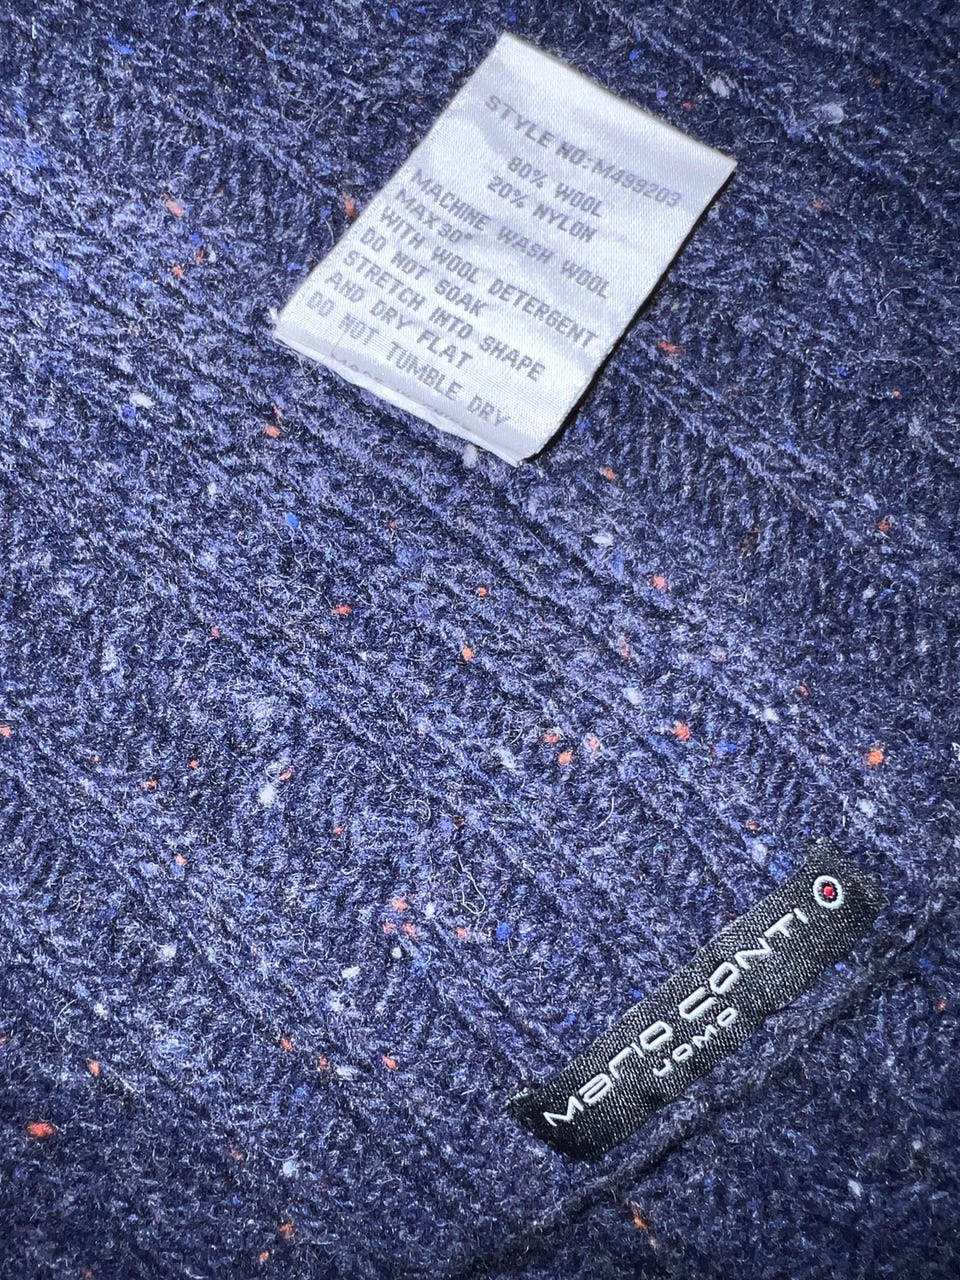 STYLE NO:M499203
80% WOOL
20% NYLON
MACHINE WASH WOOL
MAX 30°
WITH WOOL DETERGENT
DO NOT SOAK
STRETCH INTO SHAPE
AND DRY FLAT
DO NOT TUMBLE DRY
Mario CONTI
UOMO